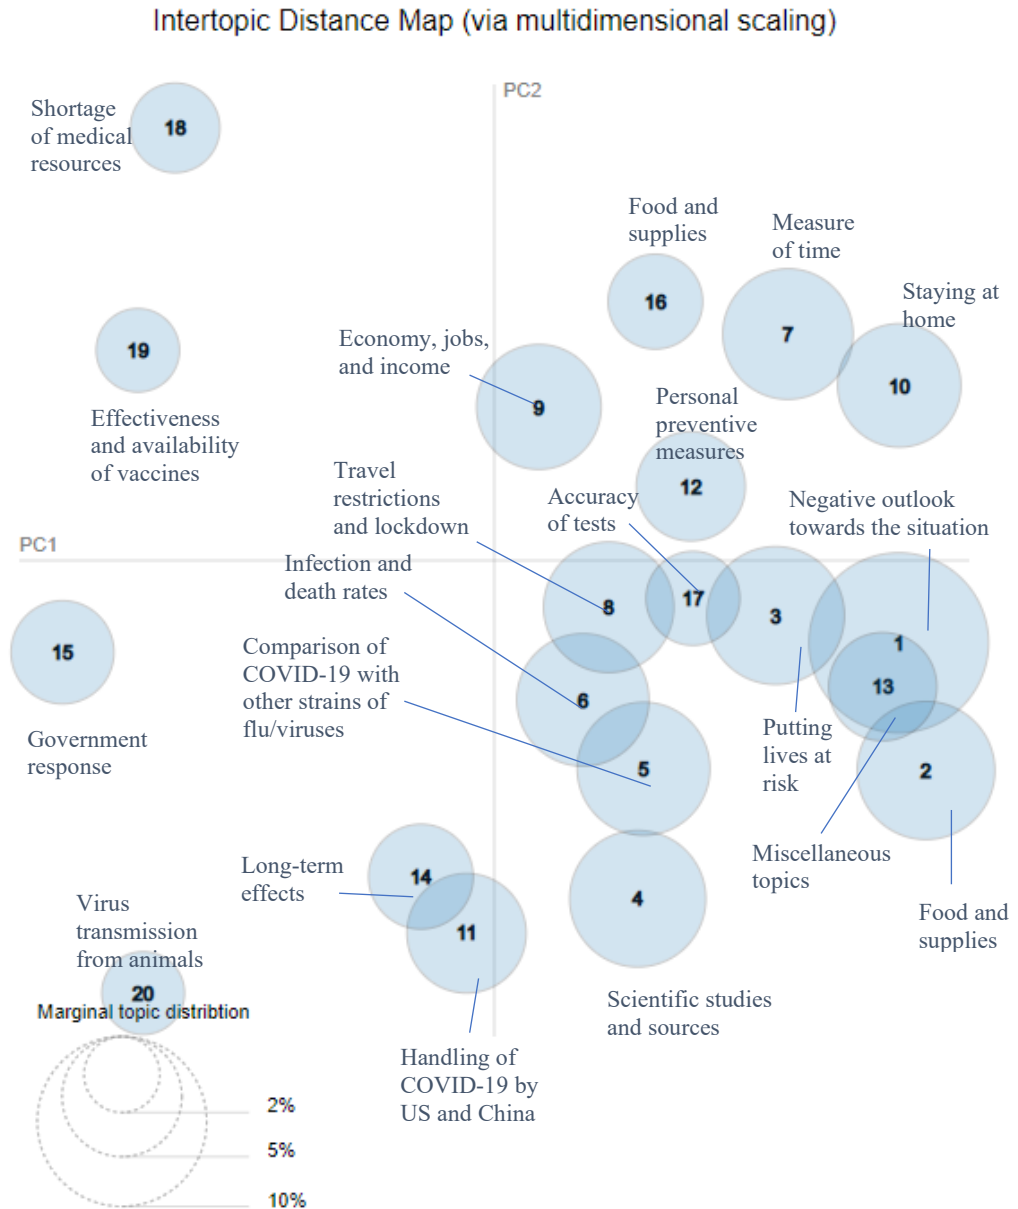 Intertopic Distance Map (via multidimensional scaling)
PC2
Shortage
of medical
resources
18
Food and
supplies
16
Measure
of time
7
Staying at
home
10
19
Effectiveness
and availability
of vaccines
Economy, jobs,
and income
9
Personal
preventive
measures
12
Travel
restrictions
and lockdown
Accuracy
of tests
Negative outlook
towards the situation
PC1
Infection and
death rates
8
17
3
1
13
15
Government
response
Comparison of
COVID-19 with
other strains of
flu/viruses
6
5
2
Putting
lives at
risk
Miscellaneous
topics
Food and
supplies
Long-term
effects
14
11
4
Scientific studies
and sources
Virus
transmission
from animals
20
Handling of
COVID-19 by
US and China
Marginal topic distribtion
2%
5%
10%